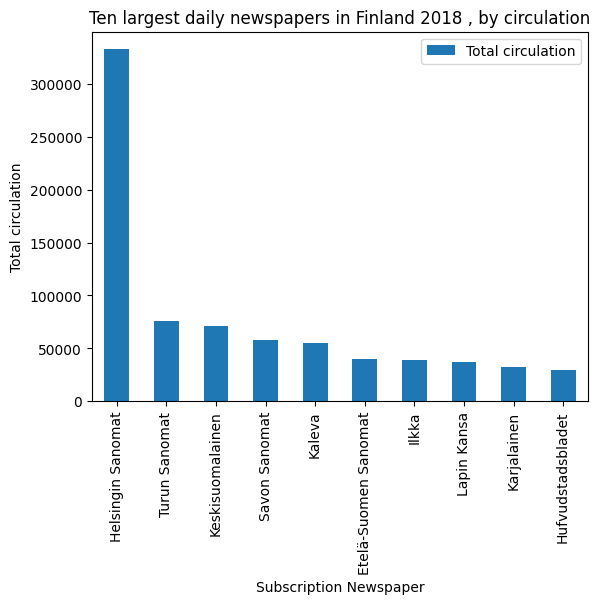 Ten largest daily newspapers in Finland 2018 , by circulation
Total circulation
Total circulation
300000
250000
200000
150000
100000
50000
0
Helsingin Sanomat
Turun Sanomat
Keskisuomalainen
Savon Sanomat
Kaleva
Etelä-Suomen Sanomat
Ilkka
Lapin Kansa
Karjalainen
Hufvudstadsbladet
Subscription Newspaper